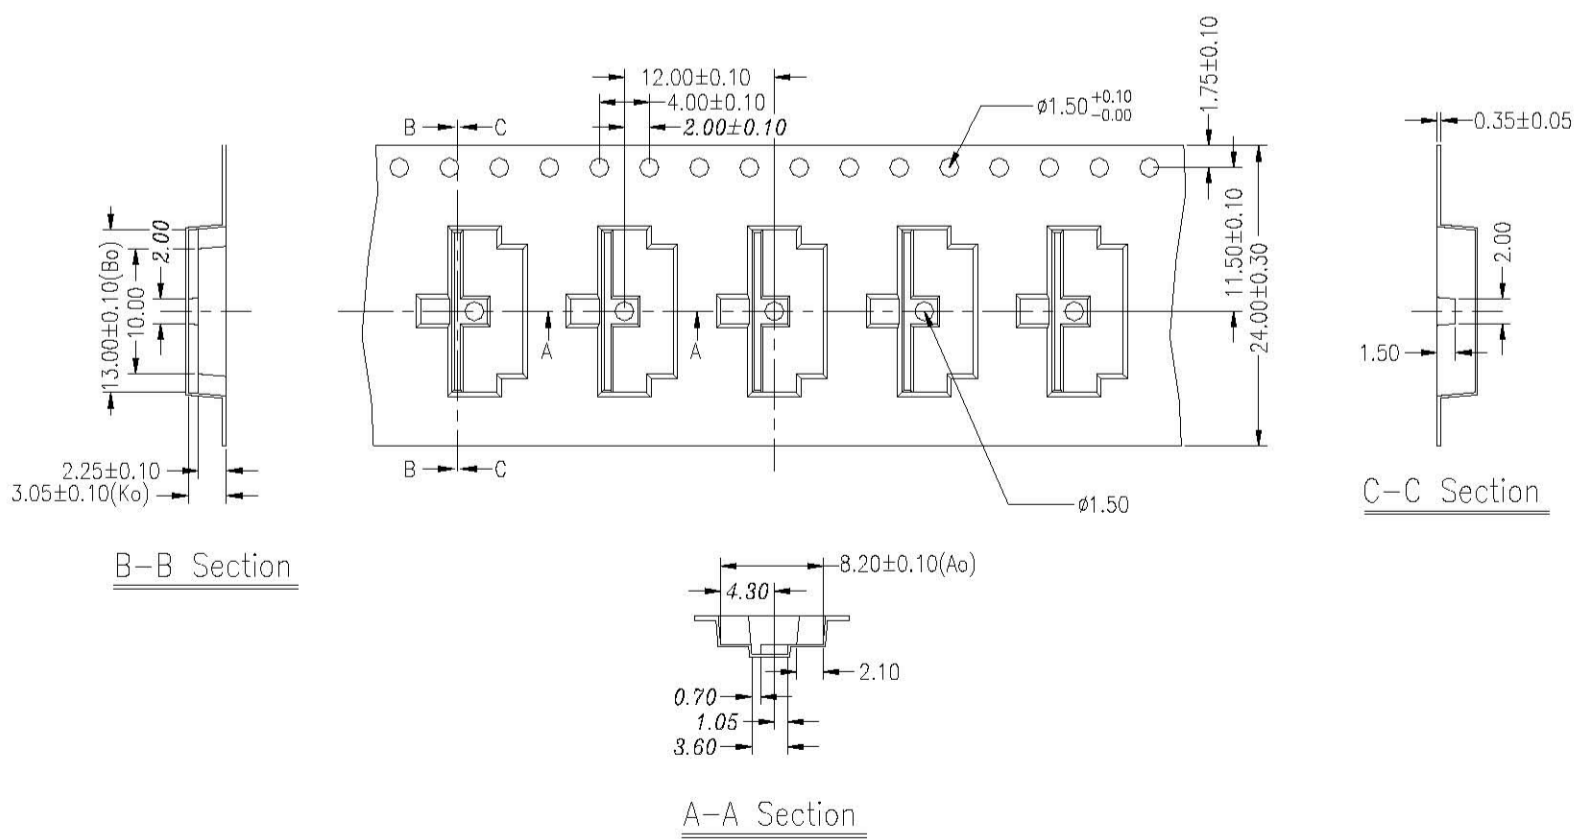 12.00±0.10
4.00±0.10
2.00±0.10
ø1.50 +0.10 -0.00
1.75±0.10
0.35±0.05
B C
11.50±0.10
24.00±0.30
2.00
13.00±0.10(Bo)
10.00
2.00
1.50
A A
B C
2.25±0.10
3.05±0.10(Ko)
ø1.50
C-C Section
B-B Section
8.20±0.10(Ao)
4.30
2.10
0.70
1.05
3.60
A-A Section